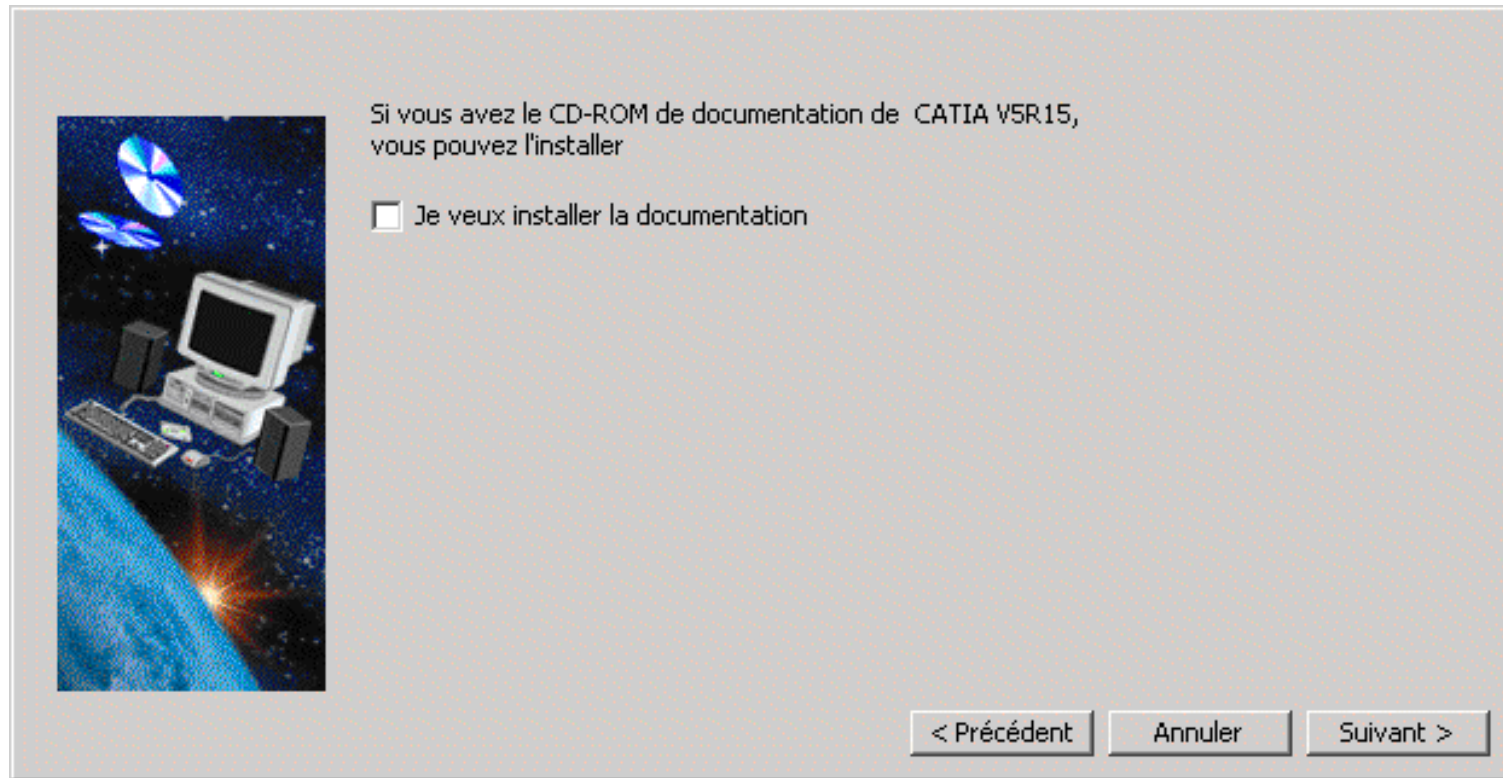 Si vous avez le CD-ROM de documentation de CATIA V5R15,
vous pouvez l'installer
Je veux installer la documentation
< Précédent
Annuler
Suivant >